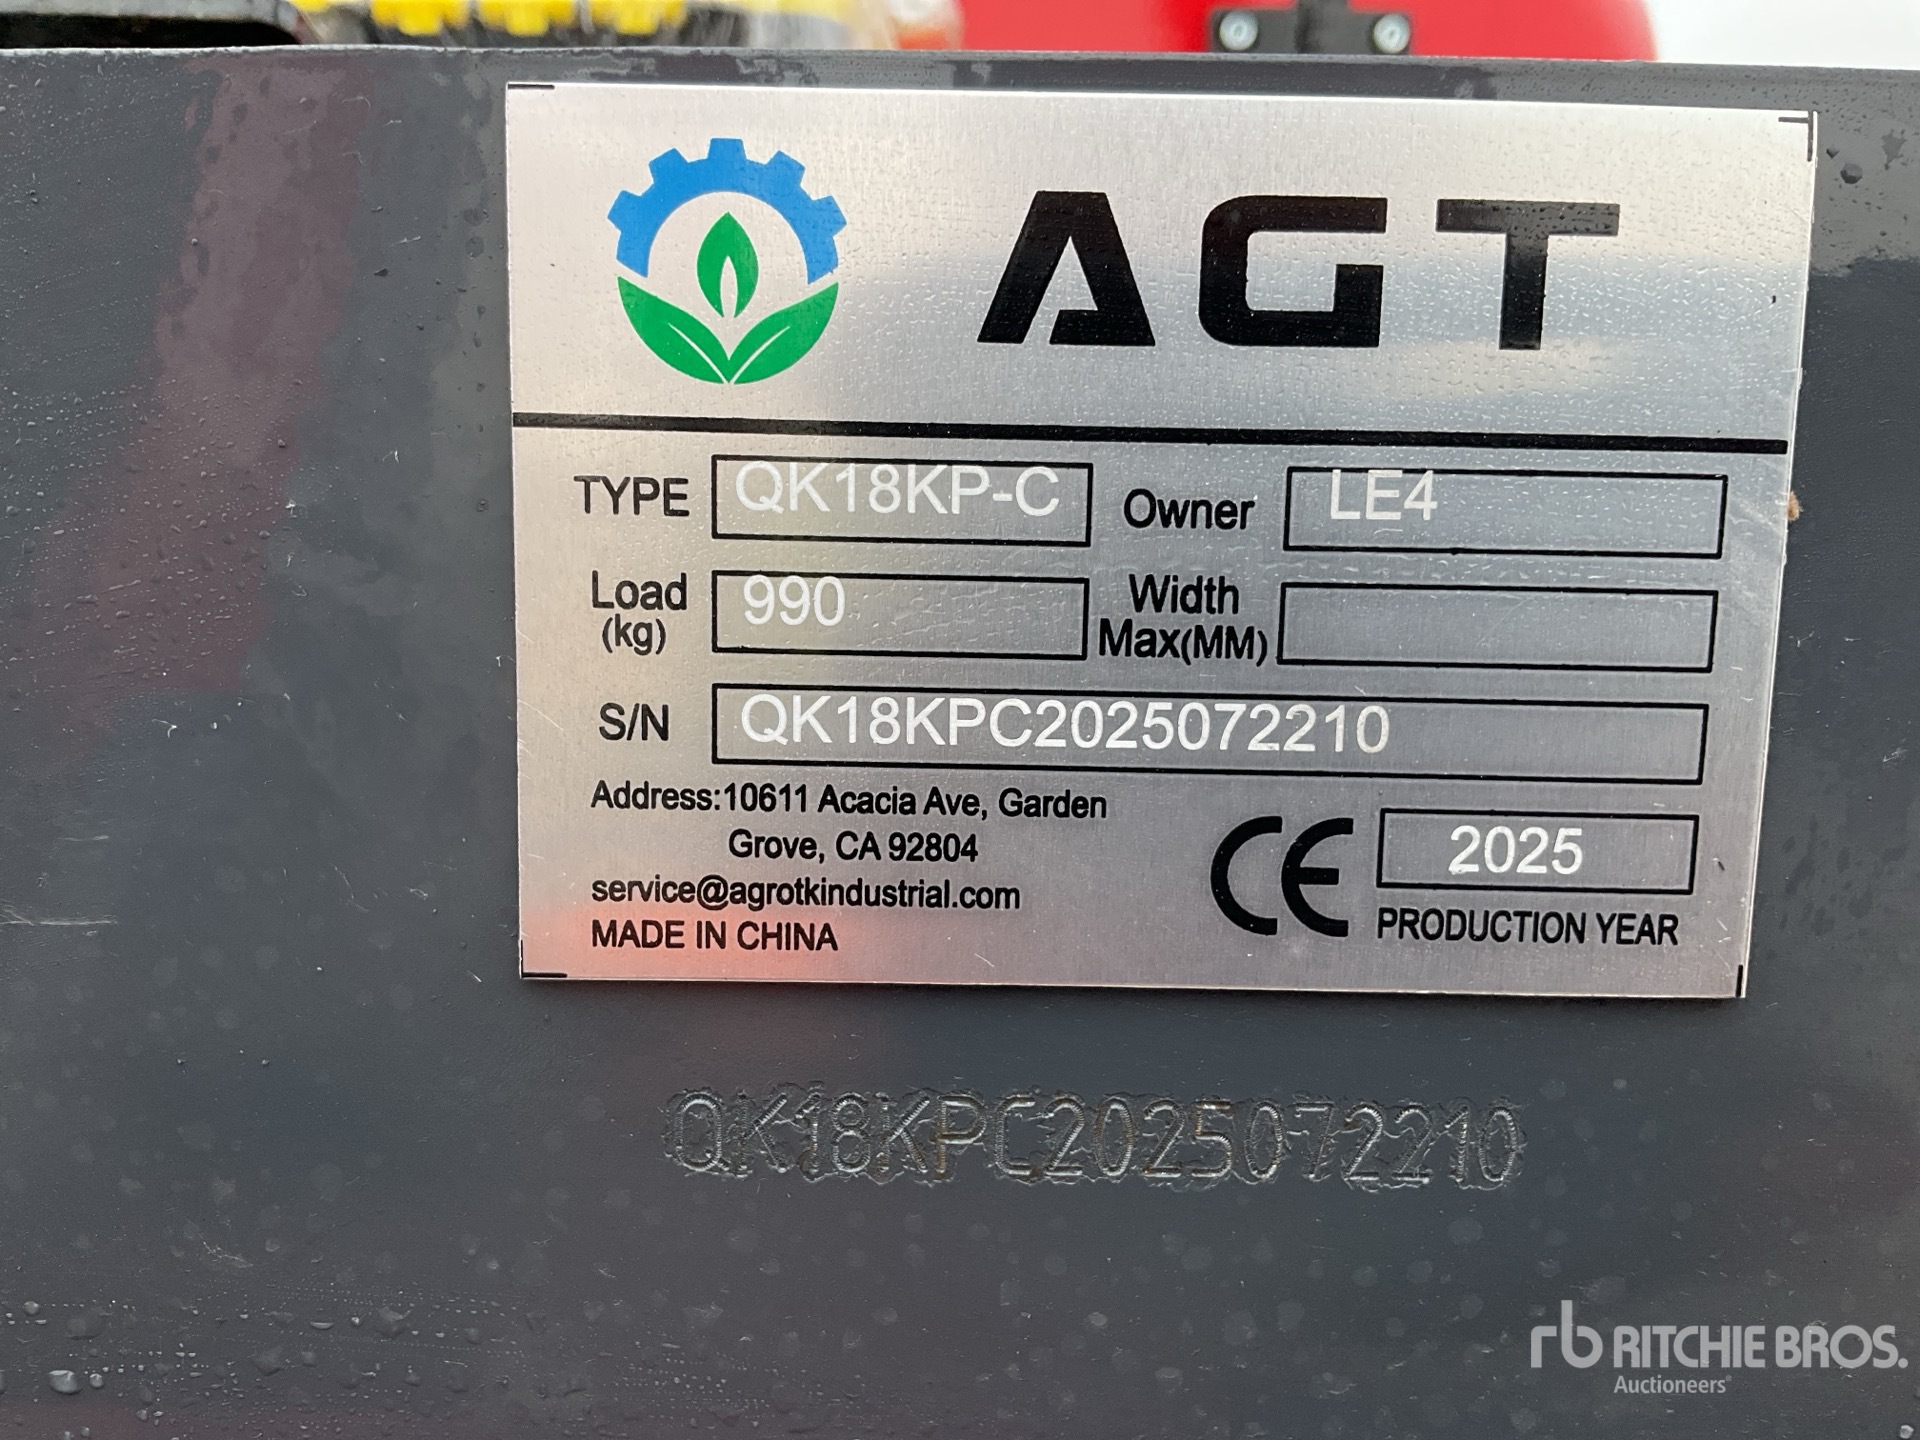 AGT
TYPE QK18KP-C Owner LE4
Load (kg) 990 Width Max(MM)
S/N QK18KPC2025072210
Address:10611 Acacia Ave, Garden
Grove, CA 92804
service@agrotkindustrial.com
MADE IN CHINA
CE 2025
PRODUCTION YEAR
QK18KPC2025072210
rb RITCHIE BROS.
Auctioneers